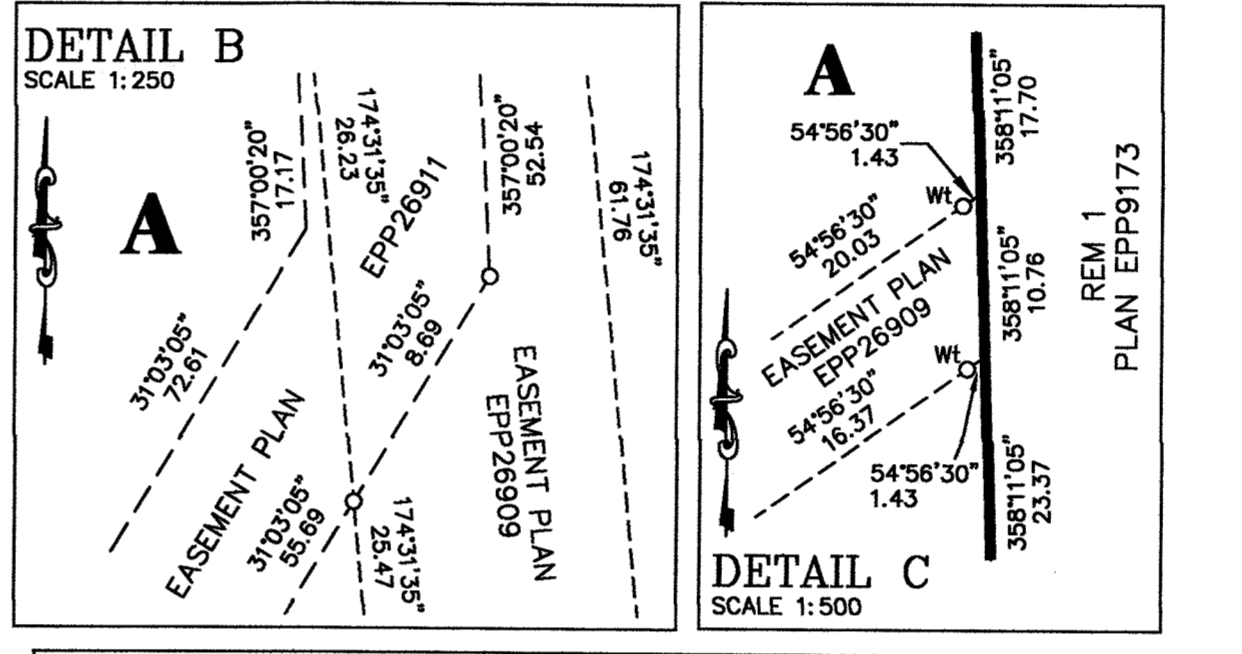 DETAIL B
SCALE 1:250
A
357°00'20"
17.17
174°31'35"
26.23
EPP26911
357°00'20"
52.54
174°31'35"
61.76
31°03'05"
72.61
31°03'05"
8.69
EASEMENT PLAN
31°03'05"
55.69
174°31'35"
25.47
EASEMENT PLAN
EPP26909
A
54°56'30"
1.43
358°11'05"
17.70
Wt
54°56'30"
20.03
EASEMENT PLAN
EPP26909
358°11'05"
10.76
REM 1
PLAN EPP9173
Wt
54°56'30"
16.37
54°56'30"
1.43
358°11'05"
23.37
DETAIL C
SCALE 1:500